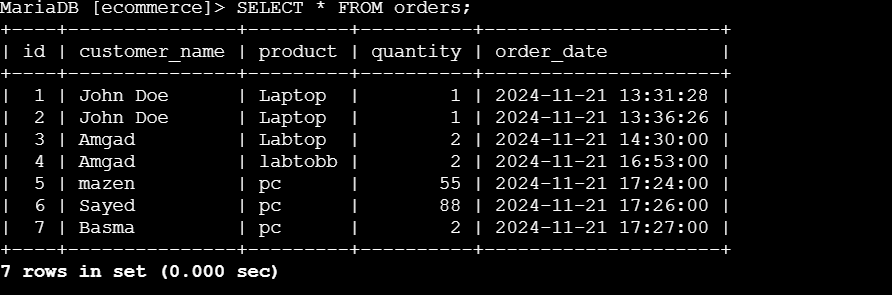 MariaDB [ecommerce]> SELECT * FROM orders;
+----+---------------+---------+----------+---------------------+
| id | customer_name | product | quantity | order_date          |
+----+---------------+---------+----------+---------------------+
|  1 | John Doe      | Laptop  |        1 | 2024-11-21 13:31:28 |
|  2 | John Doe      | Laptop  |        1 | 2024-11-21 13:36:26 |
|  3 | Amgad         | Labtop  |        2 | 2024-11-21 14:30:00 |
|  4 | Amgad         | labtobb |        2 | 2024-11-21 16:53:00 |
|  5 | mazen         | pc      |       55 | 2024-11-21 17:24:00 |
|  6 | Sayed         | pc      |       88 | 2024-11-21 17:26:00 |
|  7 | Basma         | pc      |        2 | 2024-11-21 17:27:00 |
+----+---------------+---------+----------+---------------------+
7 rows in set (0.000 sec)